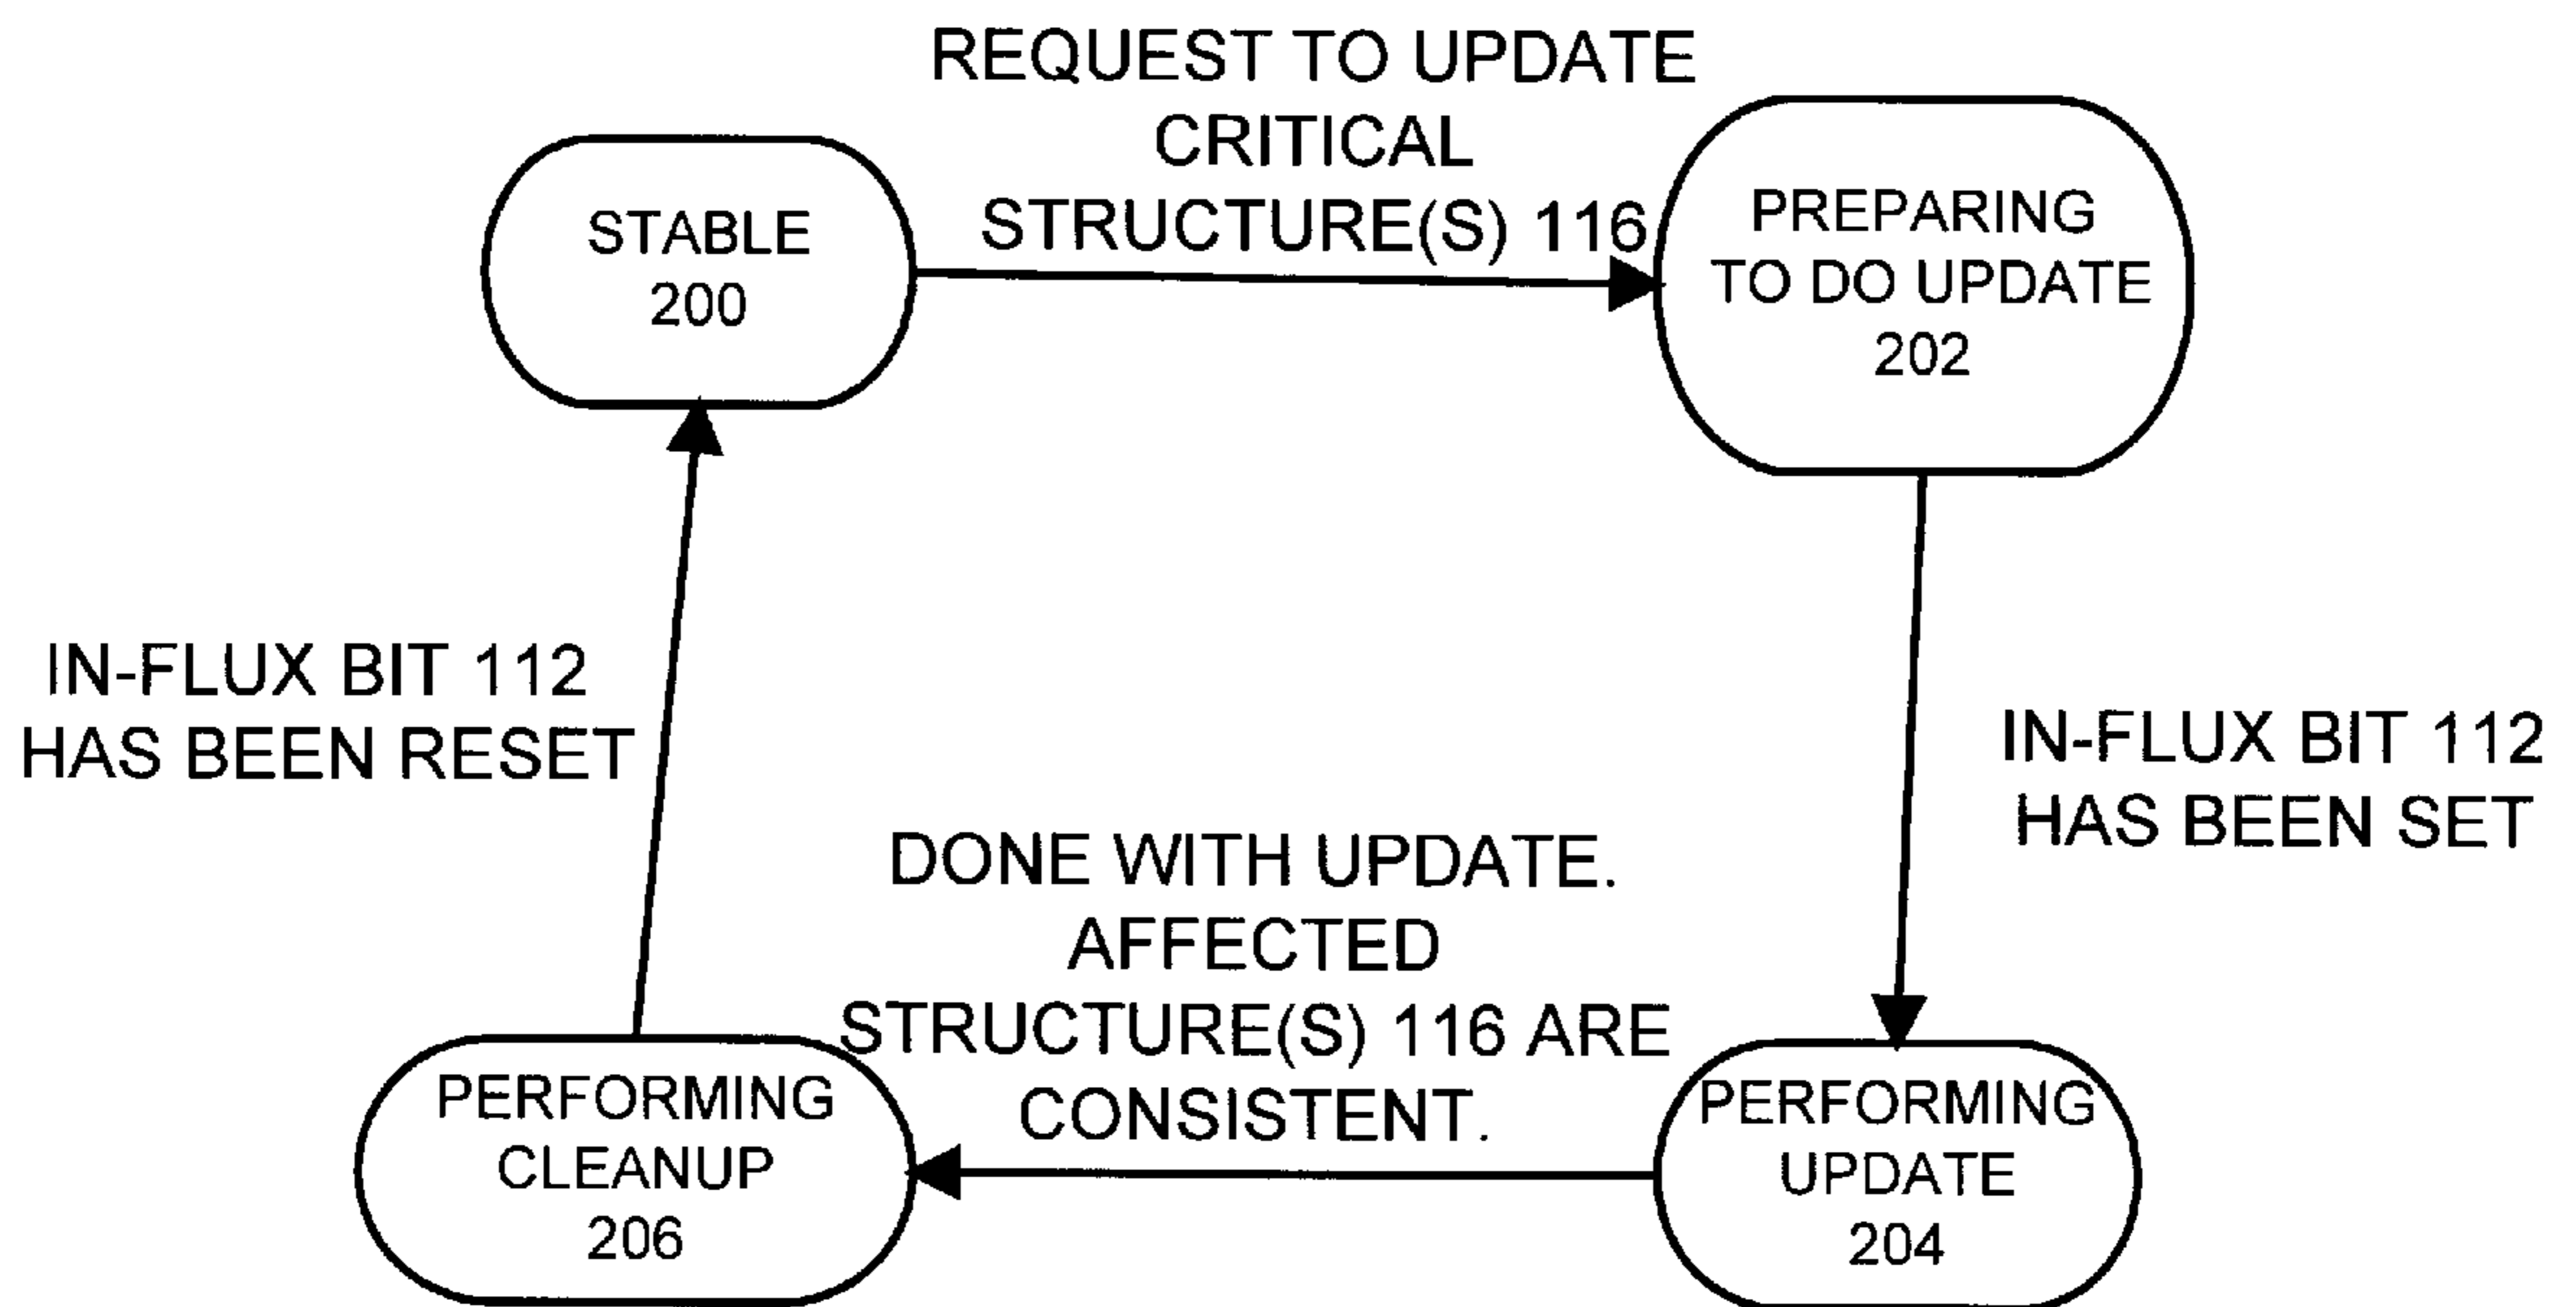 REQUEST TO UPDATE
CRITICAL
STRUCTURE(S) 116
STABLE
200
PREPARING
TO DO UPDATE
202
IN-FLUX BIT 112
HAS BEEN RESET
IN-FLUX BIT 112
HAS BEEN SET
DONE WITH UPDATE.
AFFECTED
STRUCTURE(S) 116 ARE
CONSISTENT.
PERFORMING
CLEANUP
206
PERFORMING
UPDATE
204